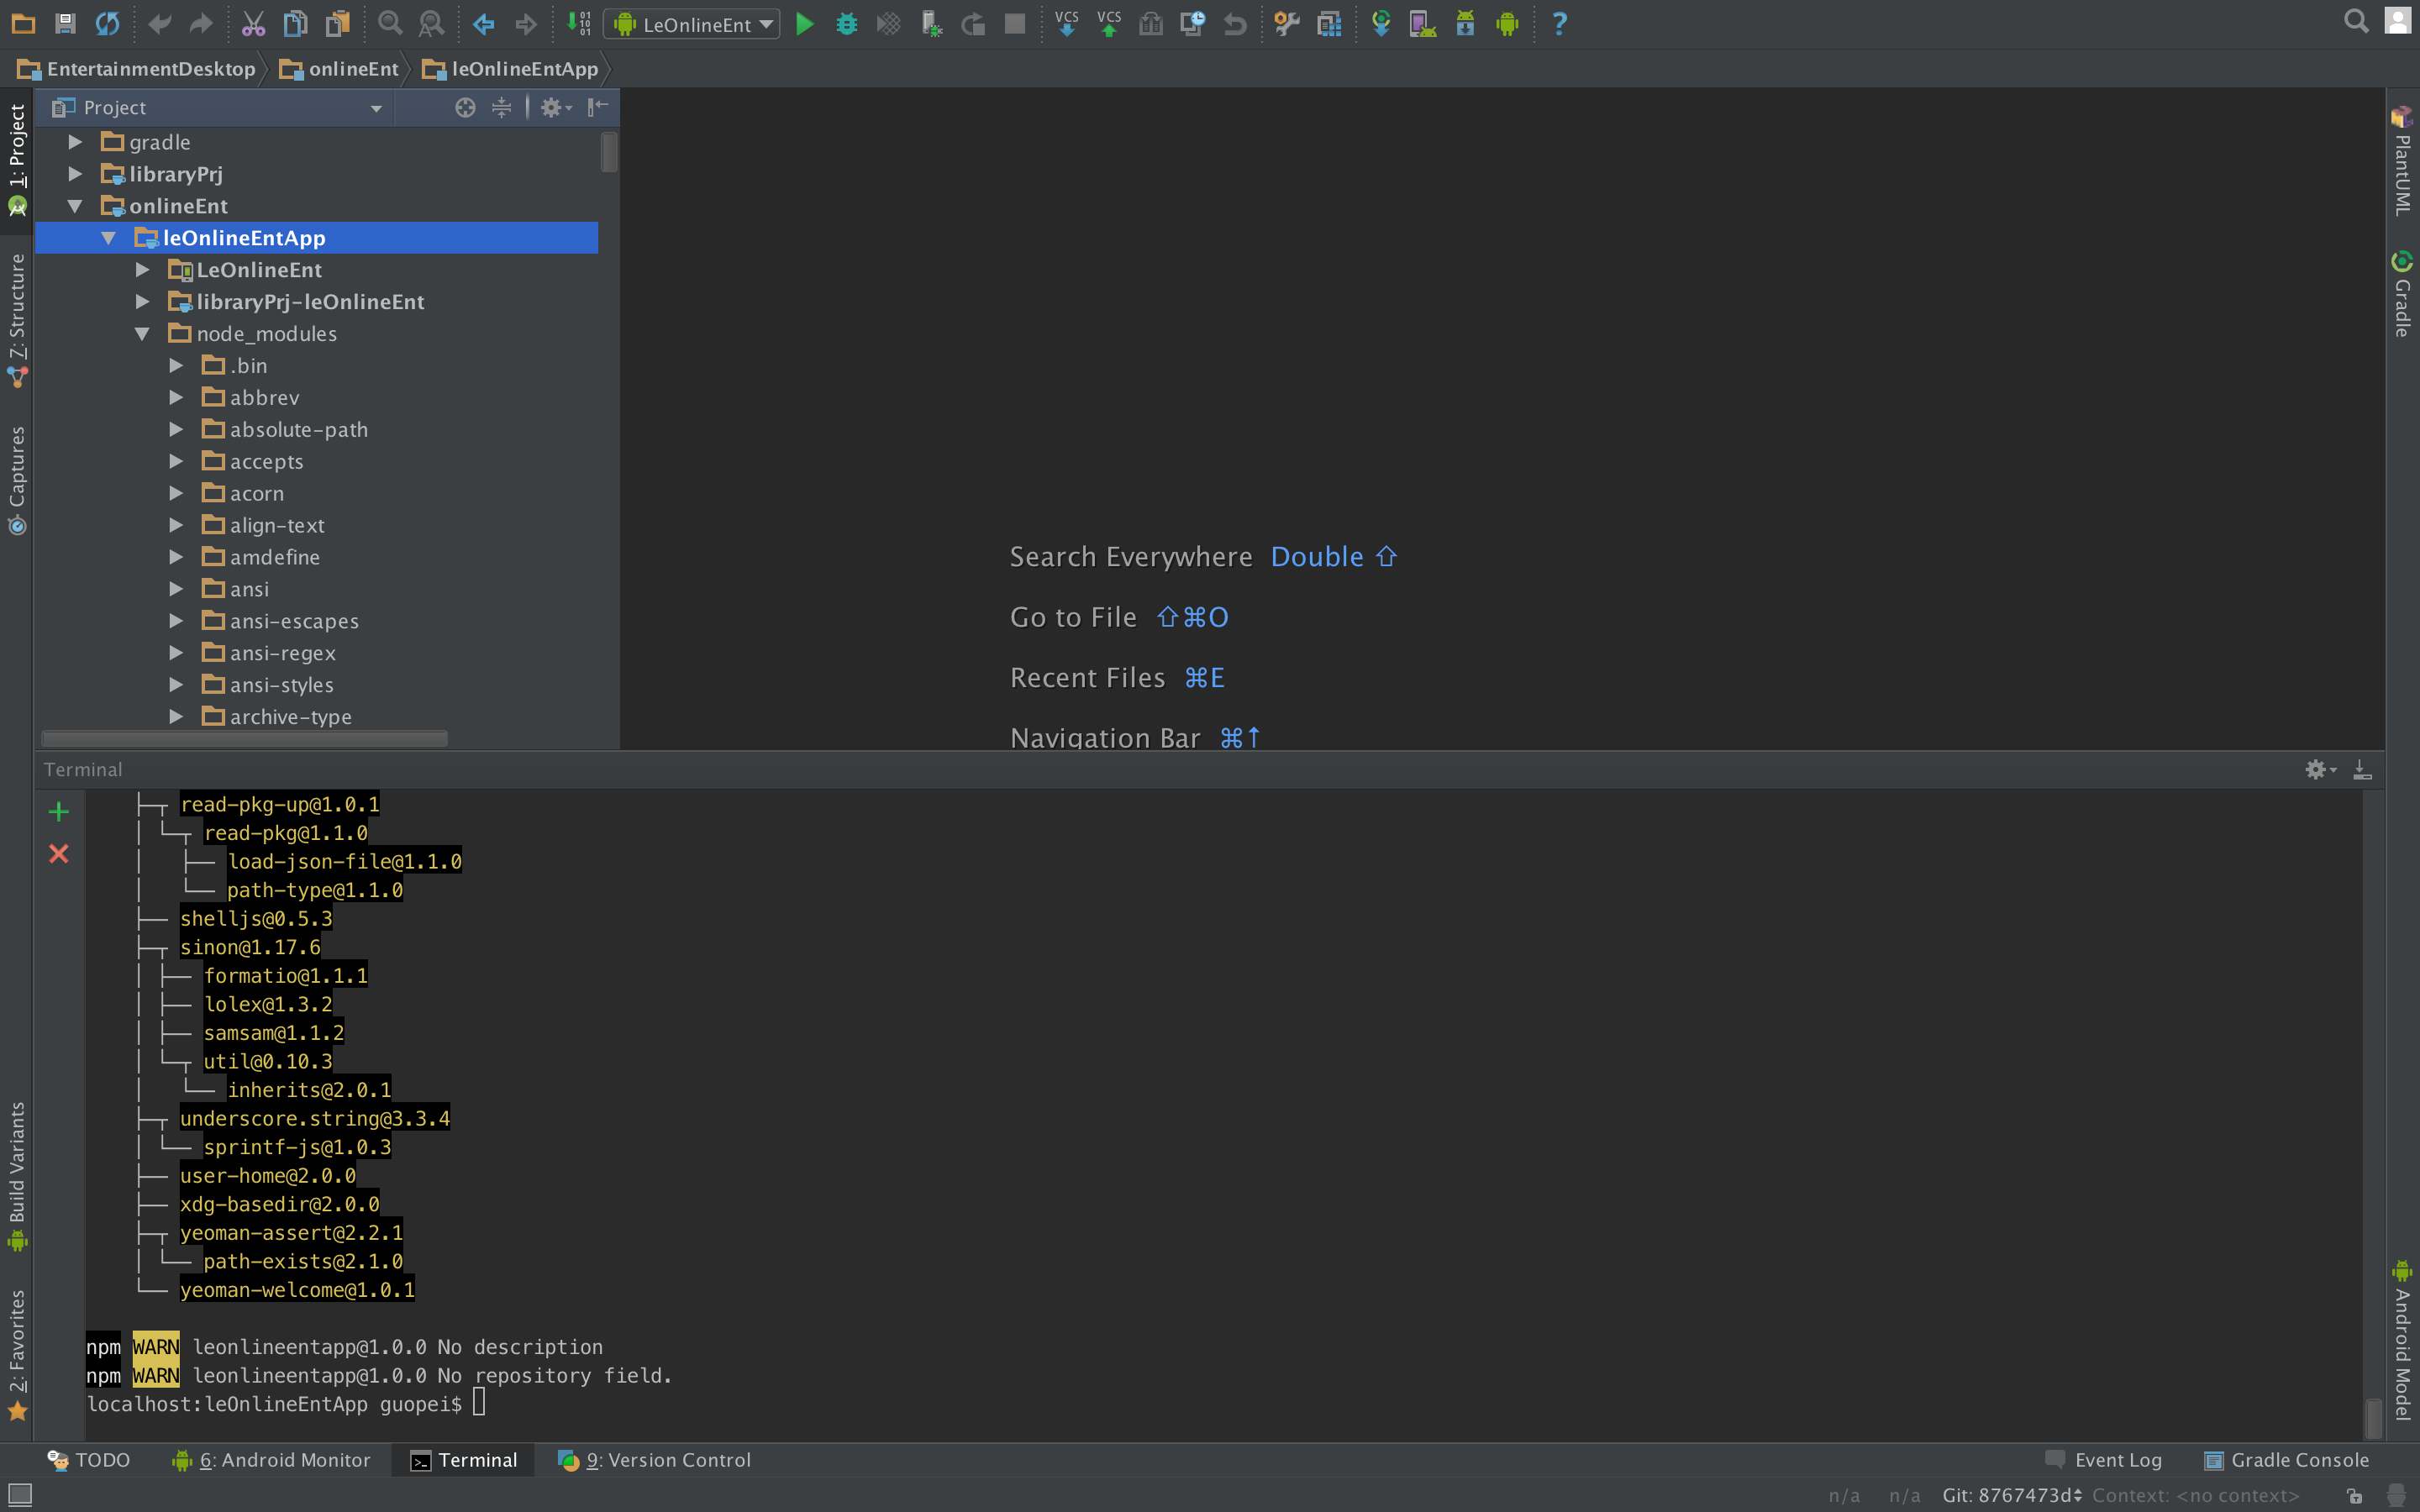 LeOnlineEnt
VCS
VCS
?
EntertainmentDesktop
onlineEnt
leOnlineEntApp
Project
1: Project
7: Structure
Captures
Build Variants
2: Favorites
gradle
libraryPrj
onlineEnt
leOnlineEntApp
LeOnlineEnt
libraryPrj-leOnlineEnt
node_modules
.bin
abbrev
absolute-path
accepts
acorn
align-text
amdefine
ansi
ansi-escapes
ansi-regex
ansi-styles
archive-type
Search Everywhere Double ⇧
Go to File ⇧⌘O
Recent Files ⌘E
Navigation Bar ⌘↑
PlantUML
Gradle
Android Model
Terminal
├─┬ read-pkg-up@1.0.1
│ └─┬ read-pkg@1.1.0
│   ├── load-json-file@1.1.0
│   └── path-type@1.1.0
├── shelljs@0.5.3
├─┬ sinon@1.17.6
│ ├── formatio@1.1.1
│ ├── lolex@1.3.2
│ ├── samsam@1.1.2
│ └─┬ util@0.10.3
│   └── inherits@2.0.1
├─┬ underscore.string@3.3.4
│ └── sprintf-js@1.0.3
├── user-home@2.0.0
├── xdg-basedir@2.0.0
├─┬ yeoman-assert@2.2.1
│ └── path-exists@2.1.0
└── yeoman-welcome@1.0.1
npm WARN leonlineentapp@1.0.0 No description
npm WARN leonlineentapp@1.0.0 No repository field.
localhost:leOnlineEntApp guopei$
TODO
6: Android Monitor
Terminal
9: Version Control
Event Log
Gradle Console
n/a
n/a
Git: 8767473d
Context: <no context>